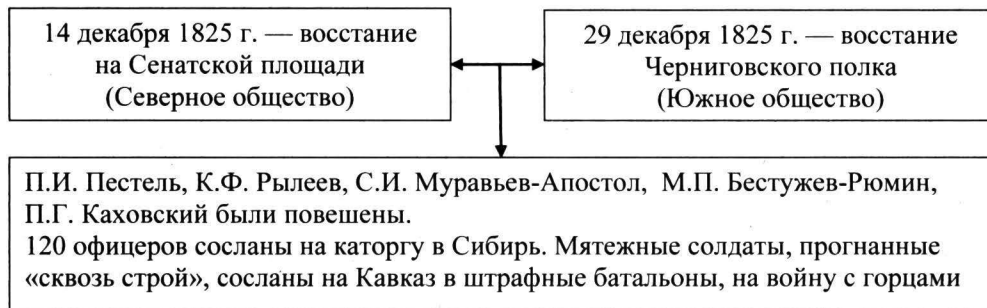 14 декабря 1825 г. — восстание
на Сенатской площади
(Северное общество)
29 декабря 1825 г. — восстание
Черниговского полка
(Южное общество)
П.И. Пестель, К.Ф. Рылеев, С.И. Муравьев-Апостол, М.П. Бестужев-Рюмин,
П.Г. Каховский были повешены.
120 офицеров сосланы на каторгу в Сибирь. Мятежные солдаты, прогнанные
«сквозь строй», сосланы на Кавказ в штрафные батальоны, на войну с горцами